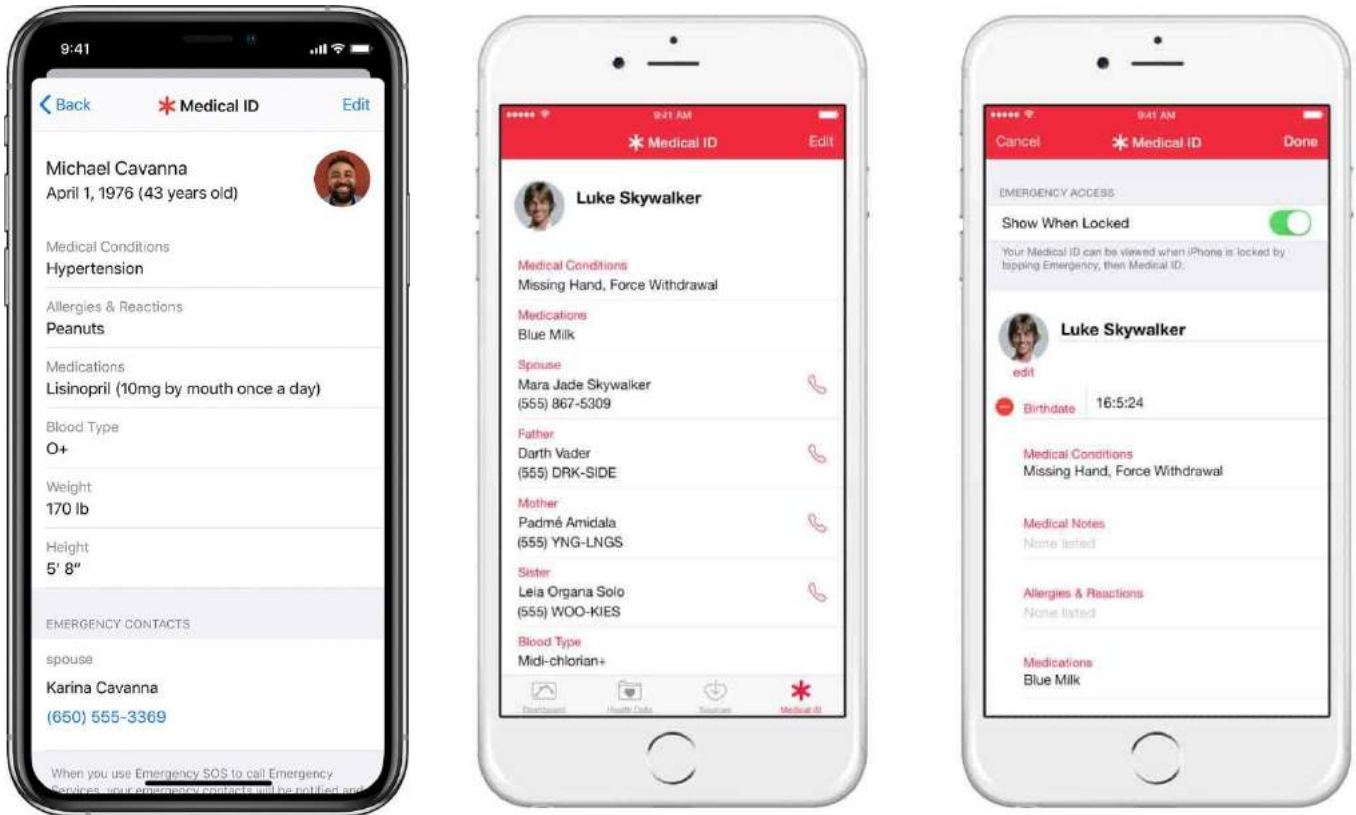 9:41
Back
Medical ID
Edit
Michael Cavanna
April 1, 1976 (43 years old)
Medical Conditions
Hypertension
Allergies & Reactions
Peanuts
Medications
Lisinopril (10mg by mouth once a day)
Blood Type
O+
Weight
170 lb
Height
5' 8"
EMERGENCY CONTACTS
spouse
Karina Cavanna
(650) 555-3369
When you use Emergency SOS to call Emergency
Services, your emergency contacts will be notified and
9:41 AM
Medical ID
Edit
Luke Skywalker
Medical Conditions
Missing Hand, Force Withdrawal
Medications
Blue Milk
Spouse
Mara Jade Skywalker
(555) 867-5309
Father
Darth Vader
(555) DRK-SIDE
Mother
Padmé Amidala
(555) YNG-LNGS
Sister
Leia Organa Solo
(555) WOO-KIES
Blood Type
Midi-chlorian+
Dashboard
Health Data
Sources
Medical ID
9:41 AM
Cancel
Medical ID
Done
EMERGENCY ACCESS
Show When Locked
Your Medical ID can be viewed when iPhone is locked by
tapping Emergency, then Medical ID.
Luke Skywalker
edit
Birthdate
16:5:24
Medical Conditions
Missing Hand, Force Withdrawal
Medical Notes
None listed
Allergies & Reactions
None listed
Medications
Blue Milk